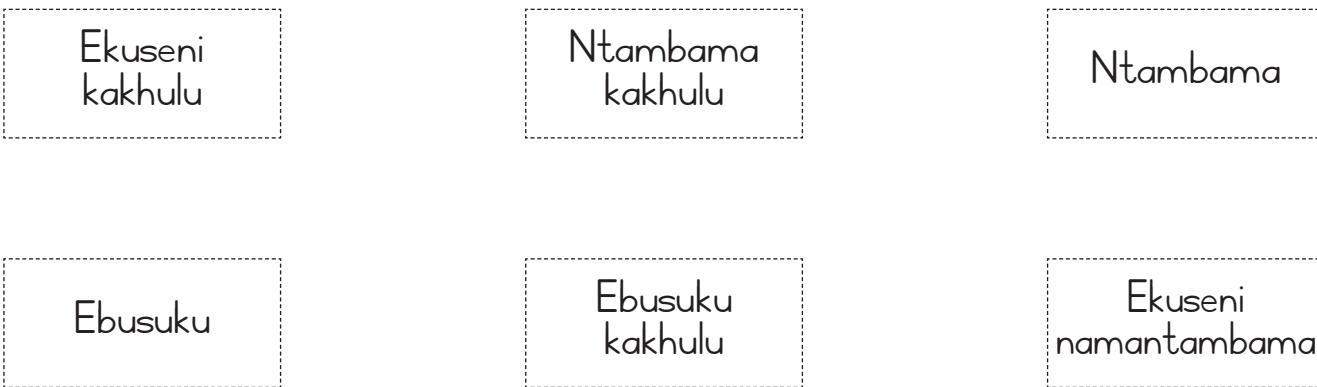 Ekuseni
kakhulu
Ntambama
kakhulu
Ntambama
Ebusuku
Ebusuku
kakhulu
Ekuseni
namantambama